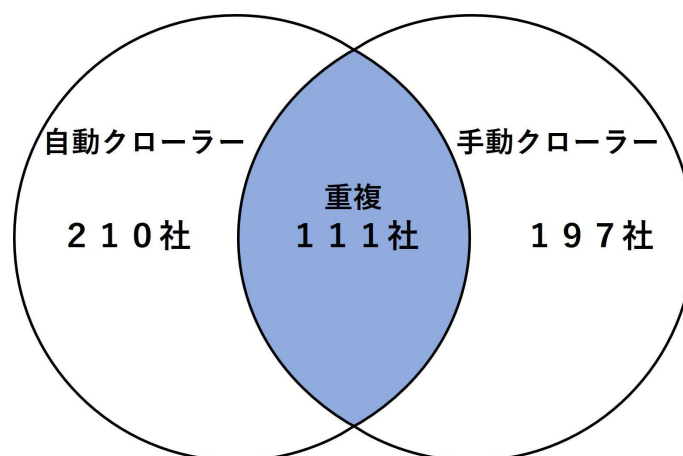 自動クローラー
手動クローラー
重複
２１０社
１１１社
１９７社